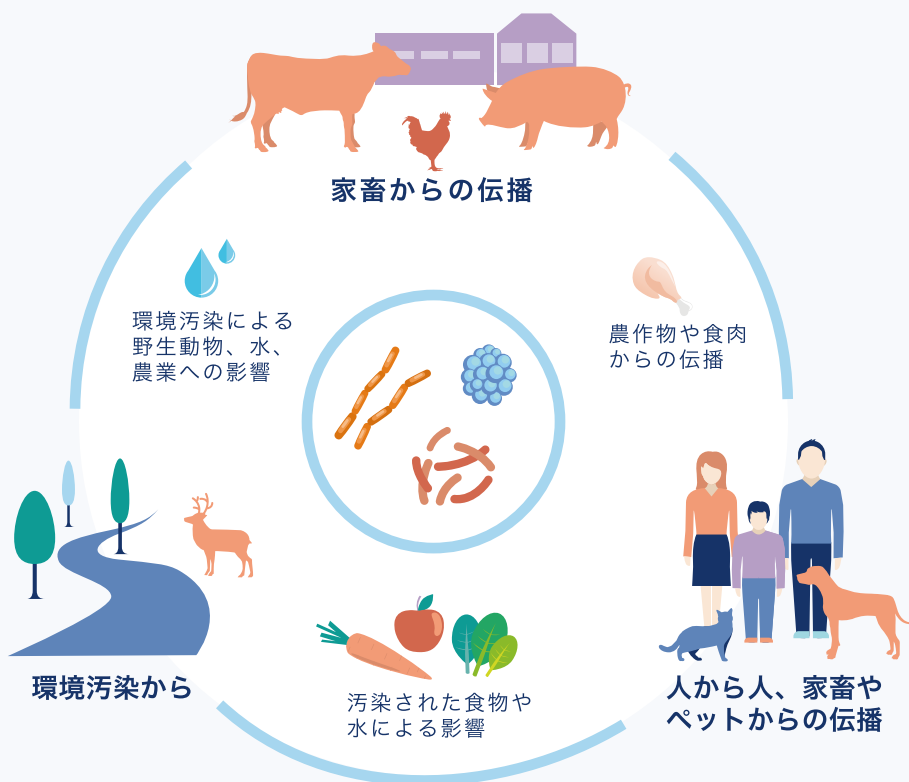 家畜からの伝播
環境汚染による
野生動物、水、
農業への影響
農作物や食肉
からの伝播
環境汚染から
汚染された食物や
水による影響
人から人、家畜や
ペットからの伝播